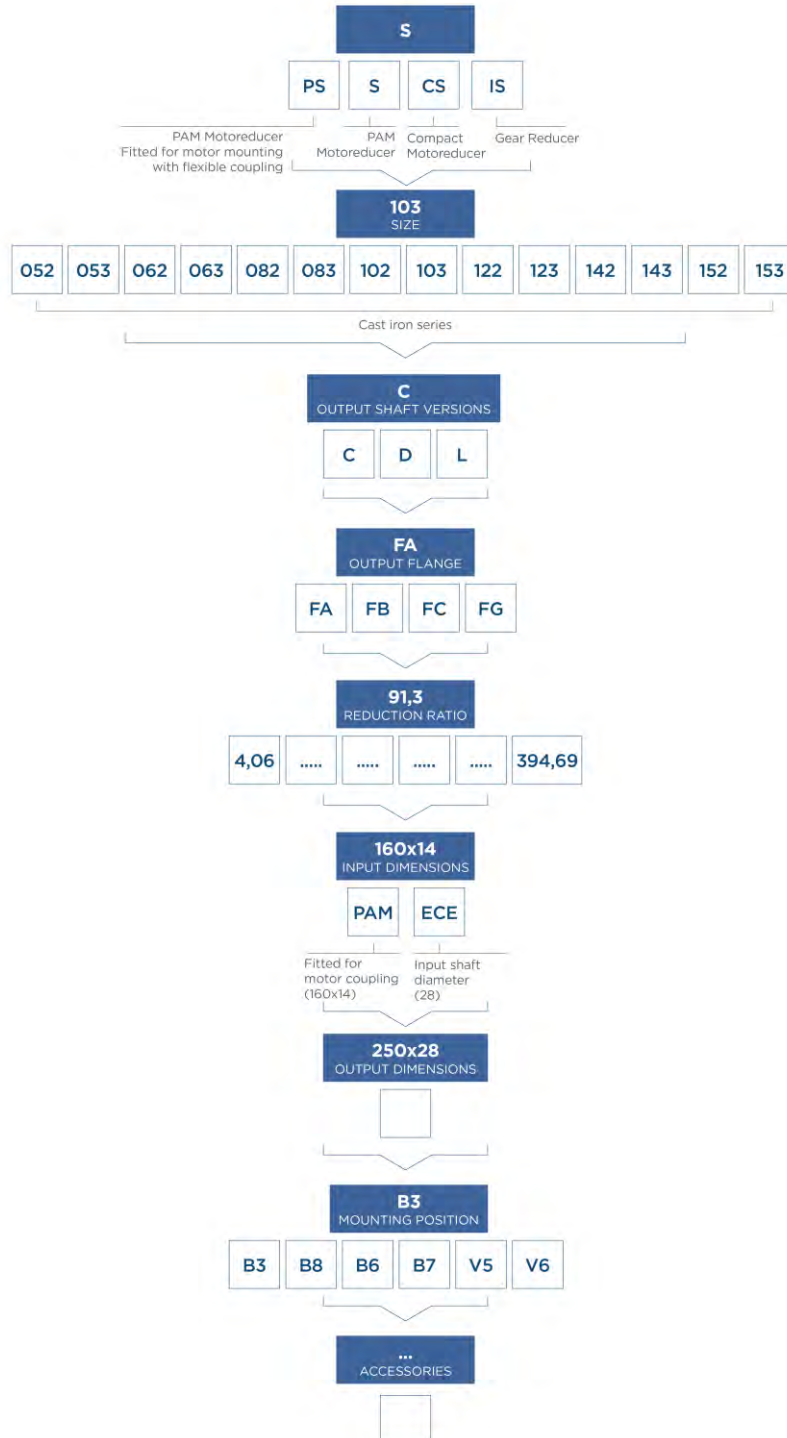 S
PS S CS IS
PAM Motoreducer
Fitted for motor mounting
with flexible coupling
PAM
Motoreducer
Compact
Motoreducer
Gear Reducer
103
SIZE
052 053 062 063 082 083 102 103 122 123 142 143 152 153
Cast iron series
C
OUTPUT SHAFT VERSIONS
C D L
FA
OUTPUT FLANGE
FA FB FC FG
91,3
REDUCTION RATIO
4,06 ..... ..... ..... ..... 394,69
160x14
INPUT DIMENSIONS
PAM ECE
Fitted for
motor coupling
(160x14)
Input shaft
diameter
(28)
250x28
OUTPUT DIMENSIONS
B3
MOUNTING POSITION
B3 B8 B6 B7 V5 V6
...
ACCESSORIES